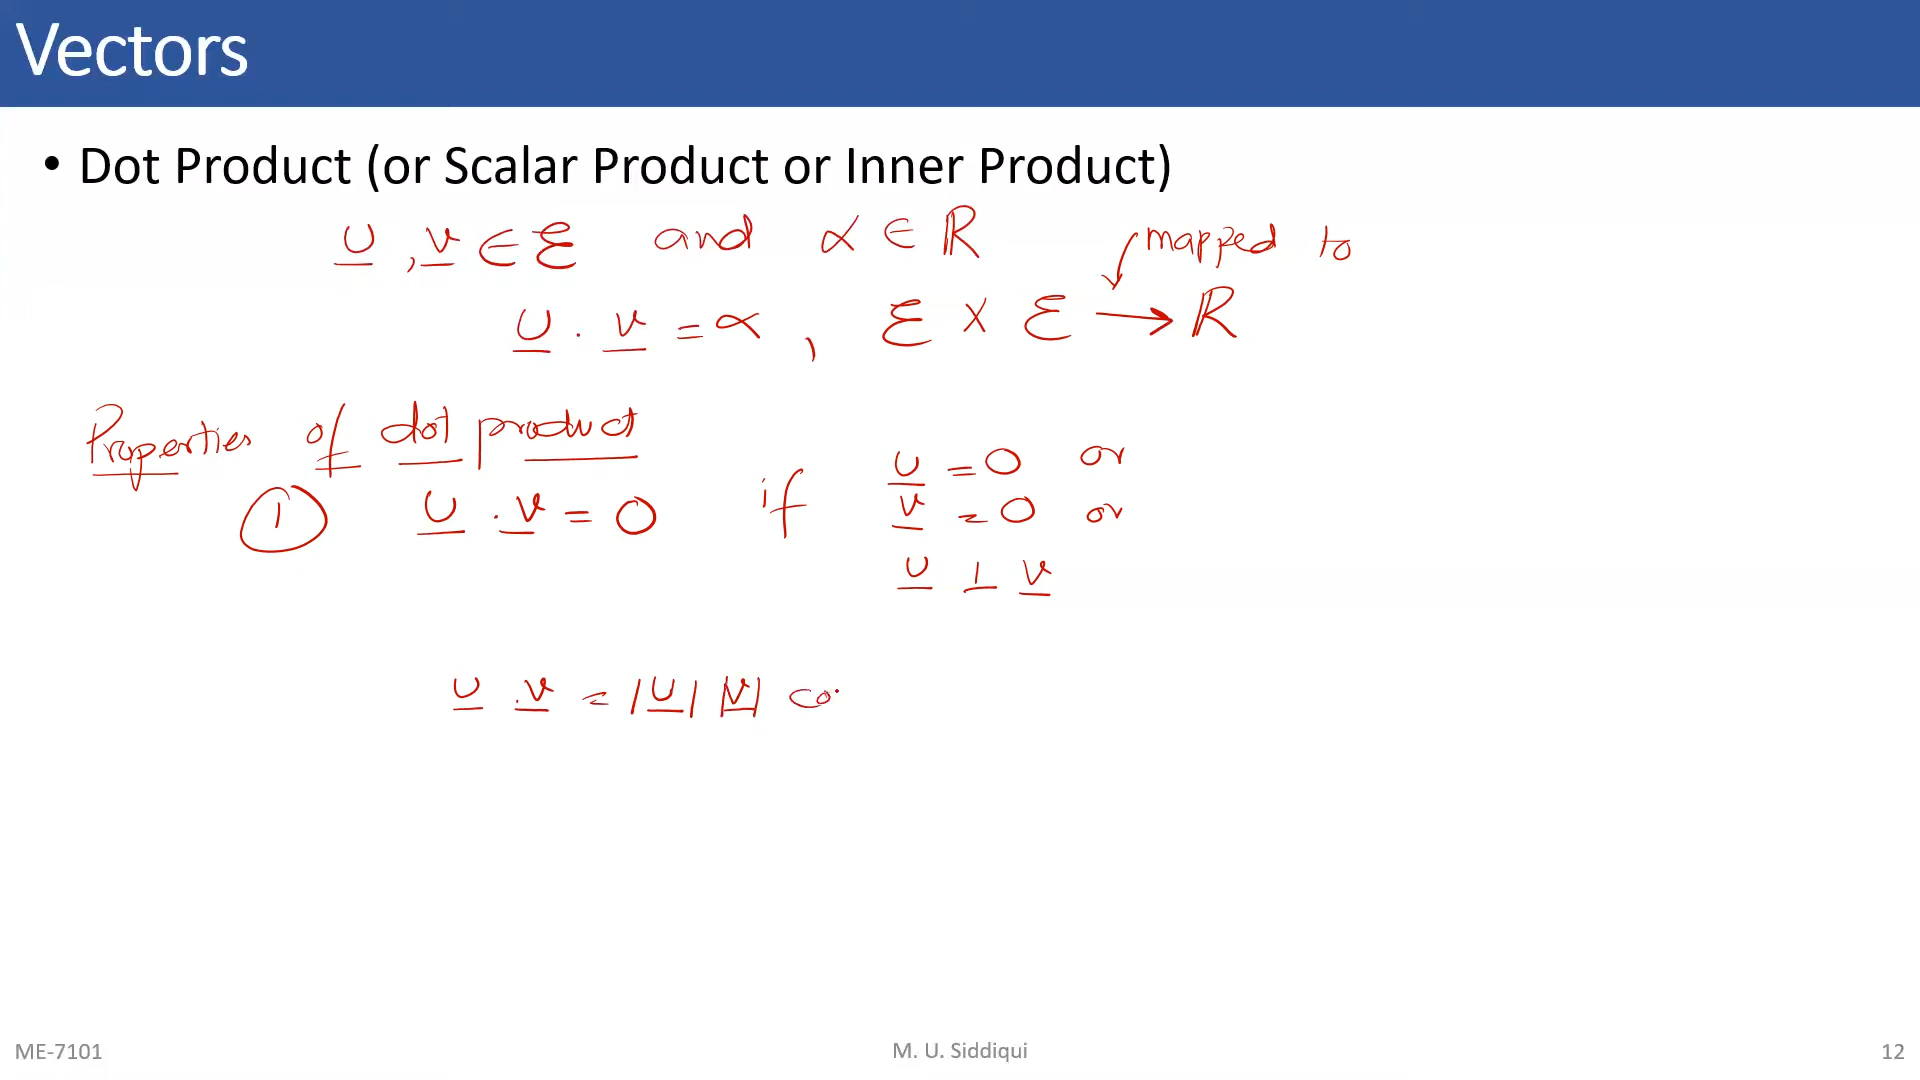 Vectors
• Dot Product (or Scalar Product or Inner Product)
u , v ∈ Ɛ and α ∈ ℝ
mapped to
u . v = α , Ɛ × Ɛ → ℝ
Properties of dot product
① u . v = 0 if u = 0 or
v = 0 or
u ⊥ v
u . v = |u| |v| co
ME-7101
M. U. Siddiqui
12